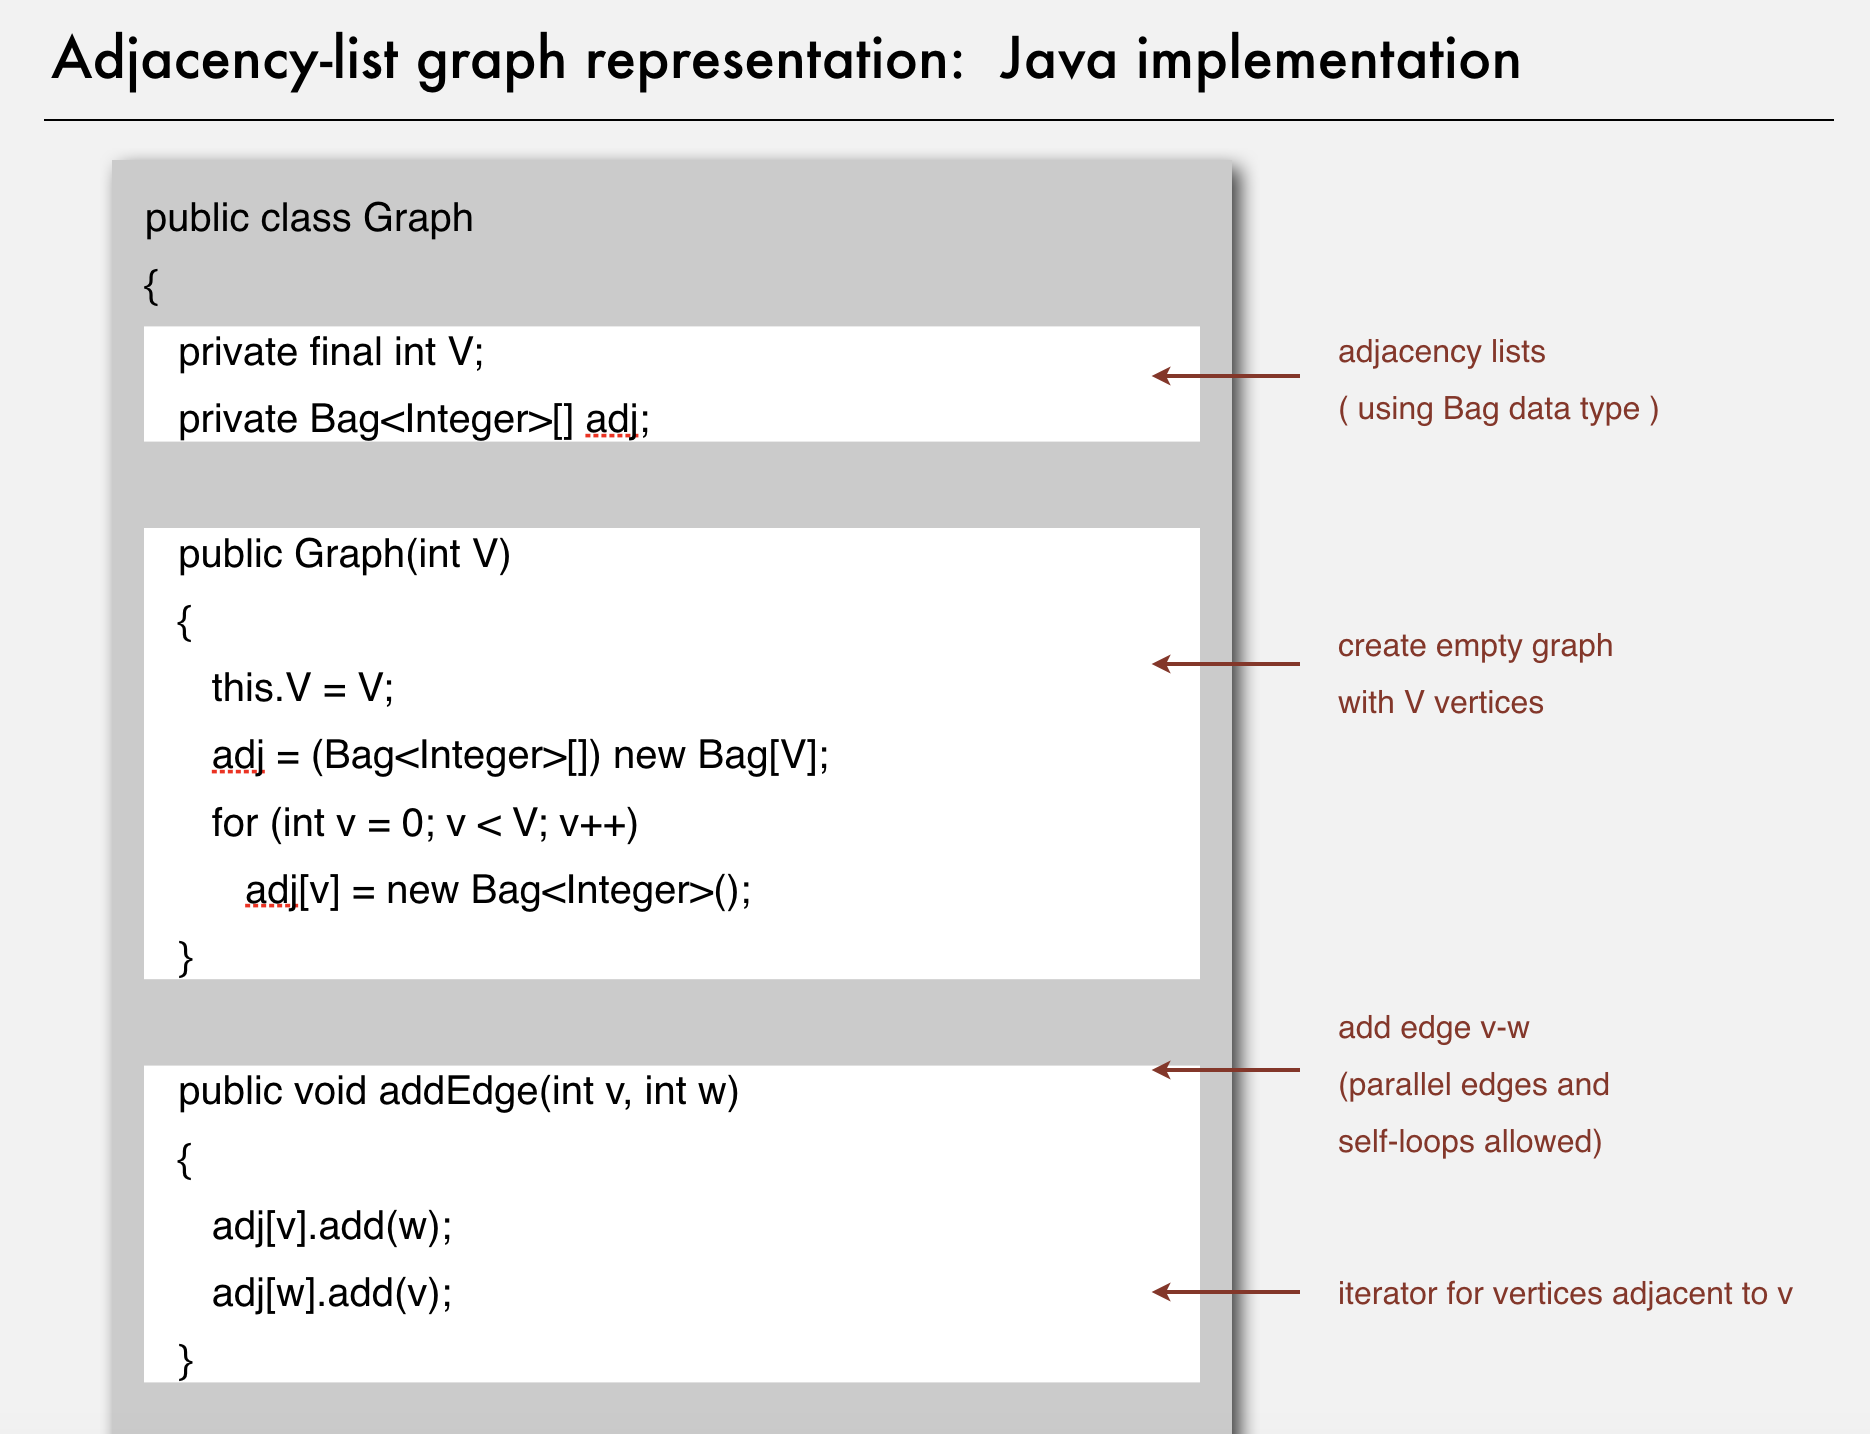 Adjacency-list graph representation: Java implementation
public class Graph
{
private final int V;
private Bag<Integer>[] adj;
adjacency lists
( using Bag data type )
public Graph(int V)
{
this.V = V;
adj = (Bag<Integer>[]) new Bag[V];
for (int v = 0; v < V; v++)
adj[v] = new Bag<Integer>();
}
create empty graph
with V vertices
public void addEdge(int v, int w)
{
adj[v].add(w);
adj[w].add(v);
}
add edge v-w
(parallel edges and
self-loops allowed)
iterator for vertices adjacent to v